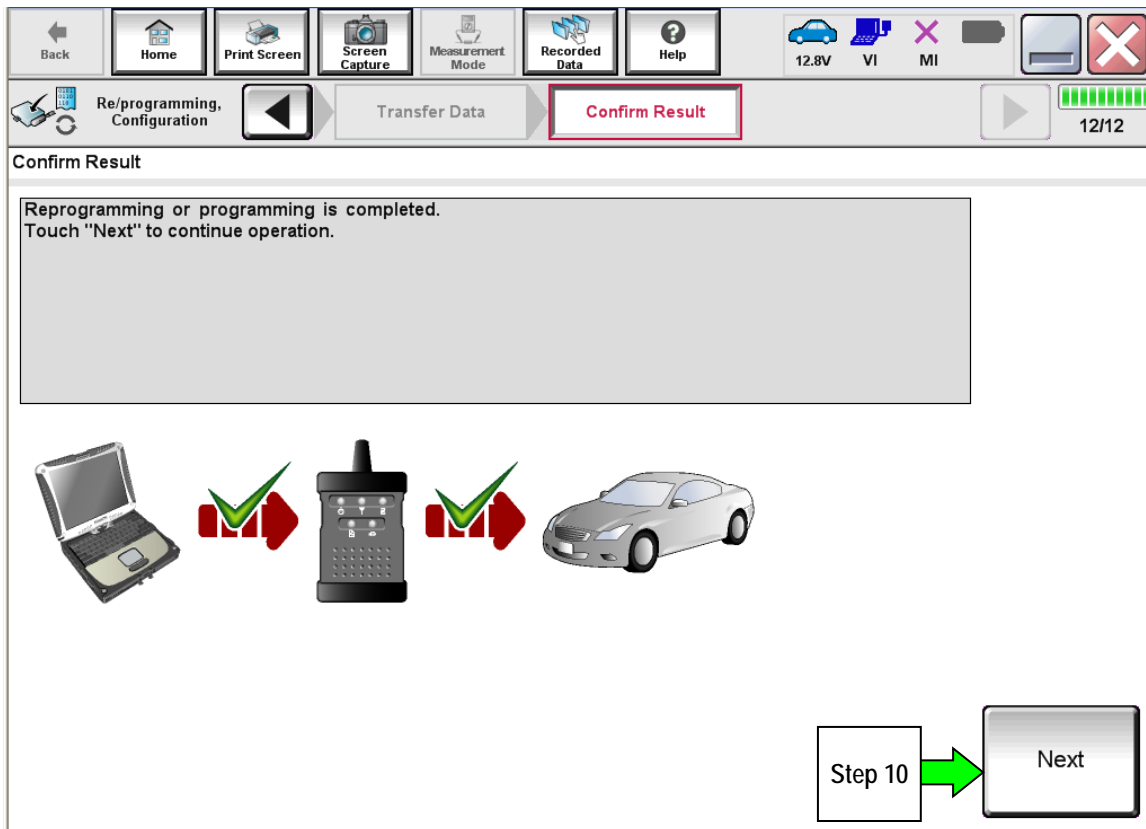 Back
Home
Print Screen
Screen
Capture
Measurement
Mode
Recorded
Data
Help
12.8V
VI
MI
Re/programming,
Configuration
Transfer Data
Confirm Result
12/12
Confirm Result
Reprogramming or programming is completed.
Touch "Next" to continue operation.
Step 10
Next